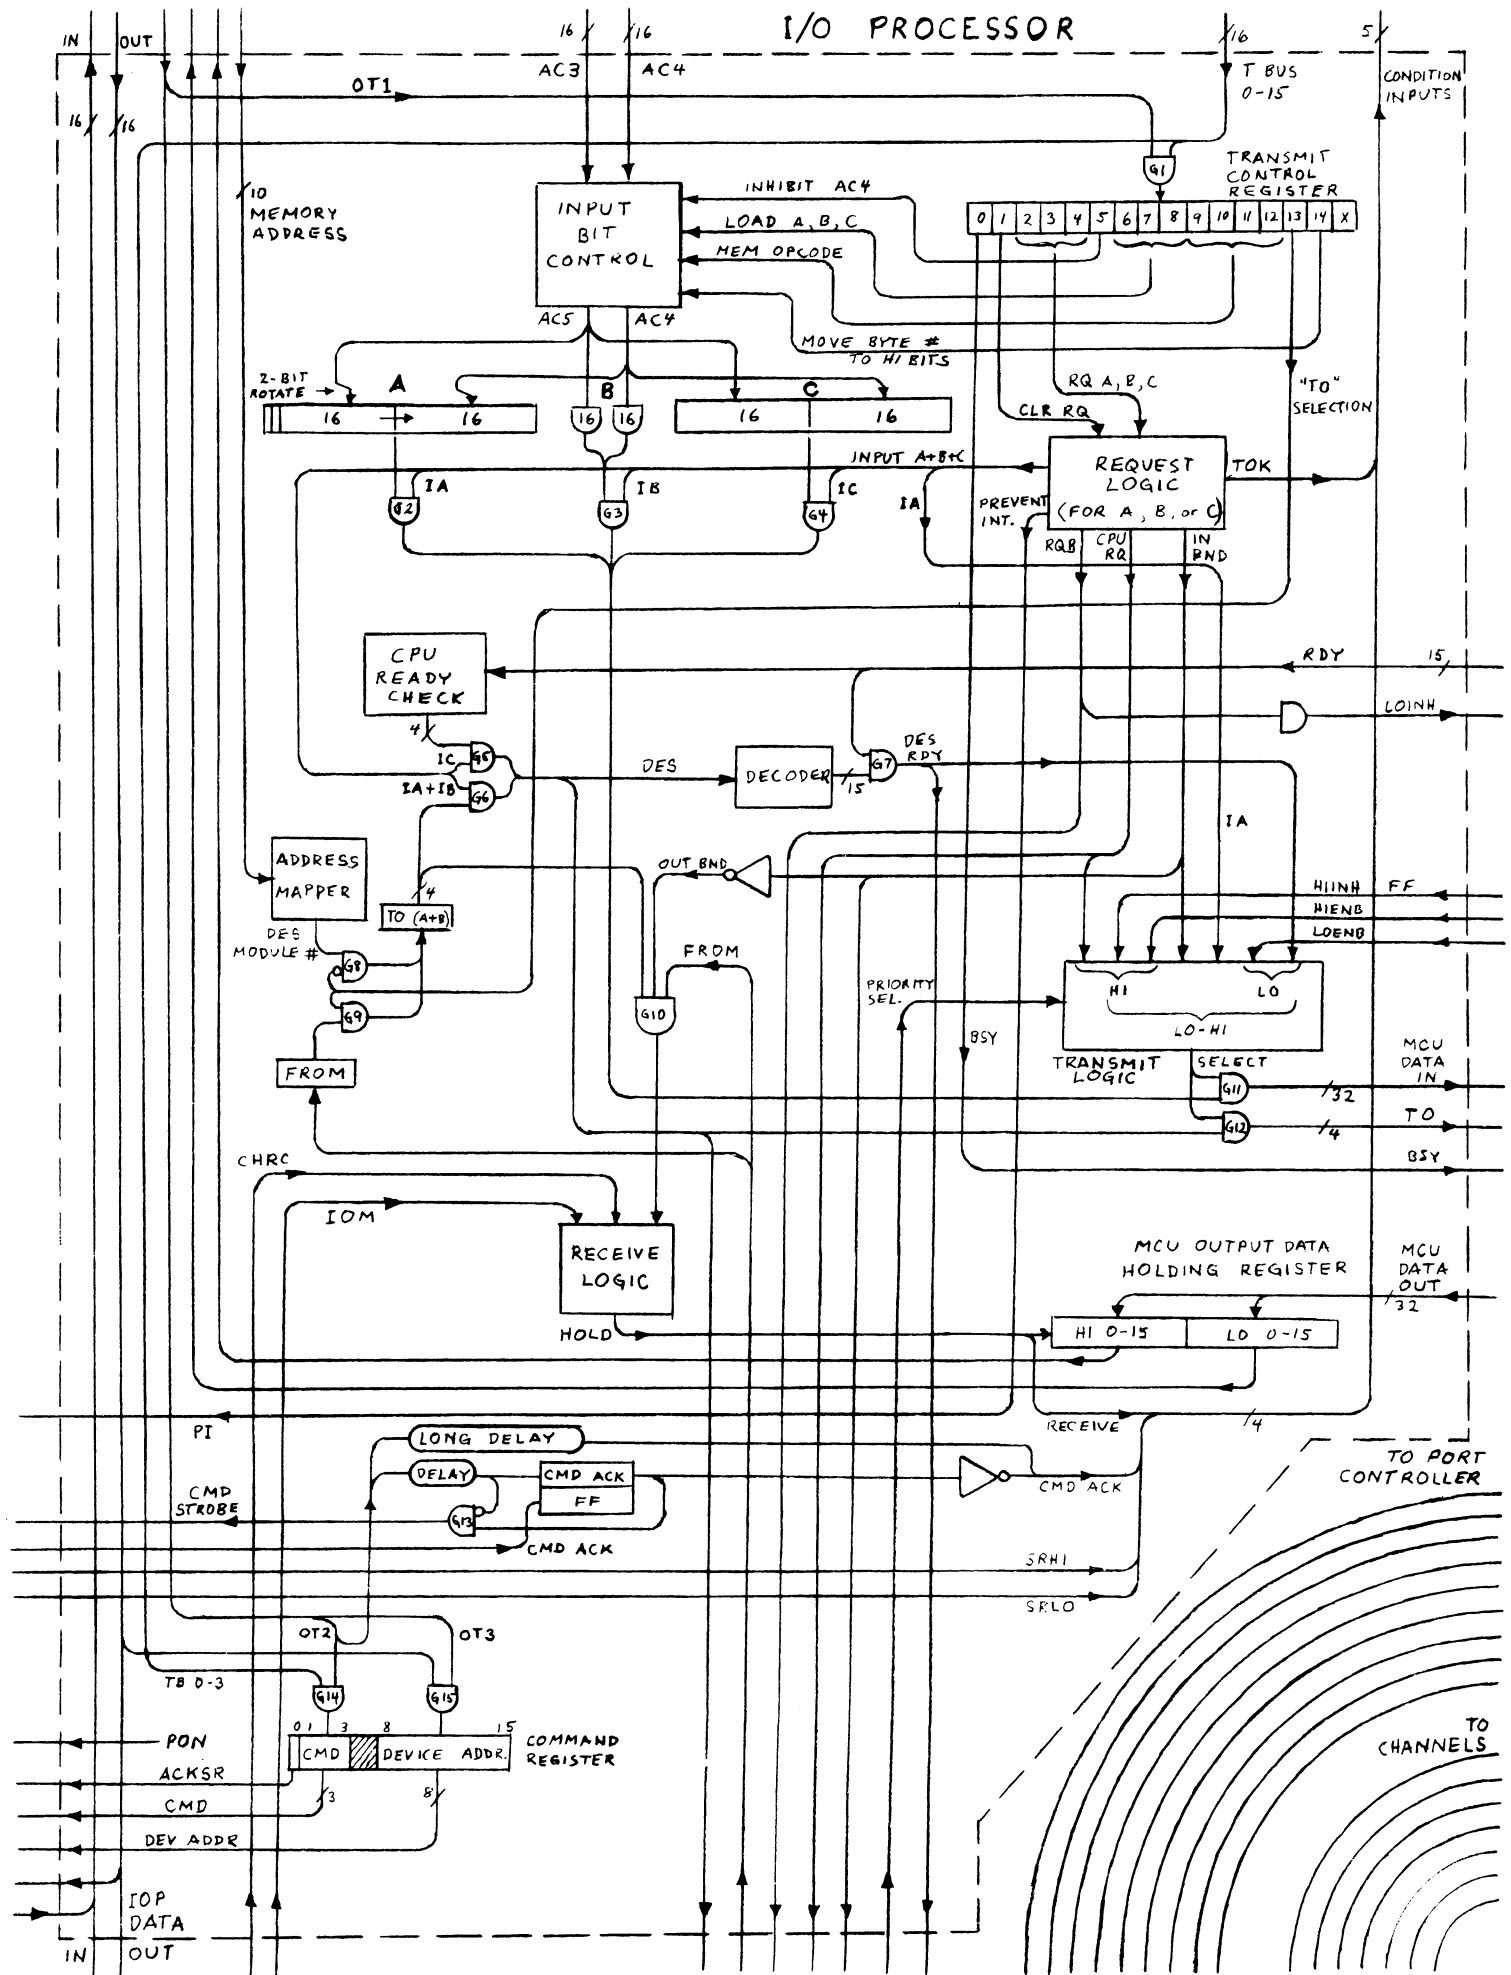 I/O PROCESSOR
IN
OUT
16
16
16
5
AC3
AC4
T BUS
0-15
CONDITION
INPUTS
OT1
16
16
G1
TRANSMIT
CONTROL
REGISTER
10
MEMORY
ADDRESS
INPUT
BIT
CONTROL
INHIBIT AC4
LOAD A, B, C
MEM OPCODE
0 1 2 3 4 5 6 7 8 9 10 11 12 13 14 X
AC5
AC4
MOVE BYTE #
TO HI BITS
2-BIT
ROTATE
A
B
C
RQ A, B, C
"TO"
SELECTION
CLR RQ
16
16
16
16
16
16
INPUT A+B+C
REQUEST
LOGIC
(FOR A, B, or C)
TOK
IA
IB
IC
IA
G2
G3
G4
PREVENT
INT.
RQB
CPU
RQ
IN
BND
CPU
READY
CHECK
RDY
15
4
LOINH
IC
G5
IA+IB
G6
DES
DECODER
15
G7
DES
RDY
IA
ADDRESS
MAPPER
OUT BND
4
TO (A+B)
HIINH FF
HIENB
LOENB
DES
MODULE #
G8
G9
FROM
G10
PRIORITY
SEL.
HI
LO
LO-HI
FROM
BSY
TRANSMIT
LOGIC
SELECT
G11
G12
MCU
DATA
IN
32
4
TO
BSY
CHRC
IOM
RECEIVE
LOGIC
HOLD
MCU OUTPUT DATA
HOLDING REGISTER
MCU
DATA
OUT
32
HI 0-15
LO 0-15
PI
RECEIVE
4
LONG DELAY
DELAY
CMD ACK
FF
CMD ACK
TO PORT
CONTROLLER
CMD
STROBE
G13
CMD ACK
SRHI
SRLO
OT2
OT3
TB 0-3
G14
G15
0 1 3 8 15
CMD
DEVICE ADDR.
COMMAND
REGISTER
PON
ACKSR
CMD
3
8
DEV ADDR
TO
CHANNELS
IOP
DATA
IN
OUT